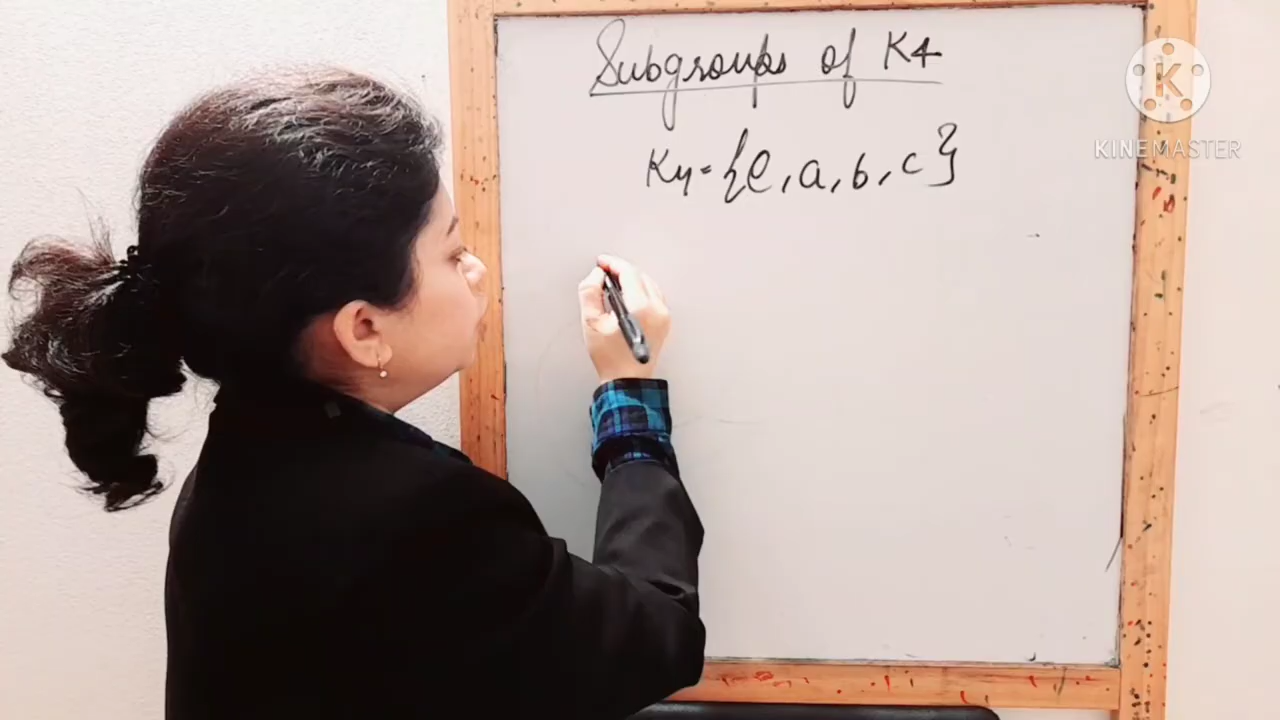 Subgroups of K4
K4 = {e, a, b, c}
K
KINEMASTER